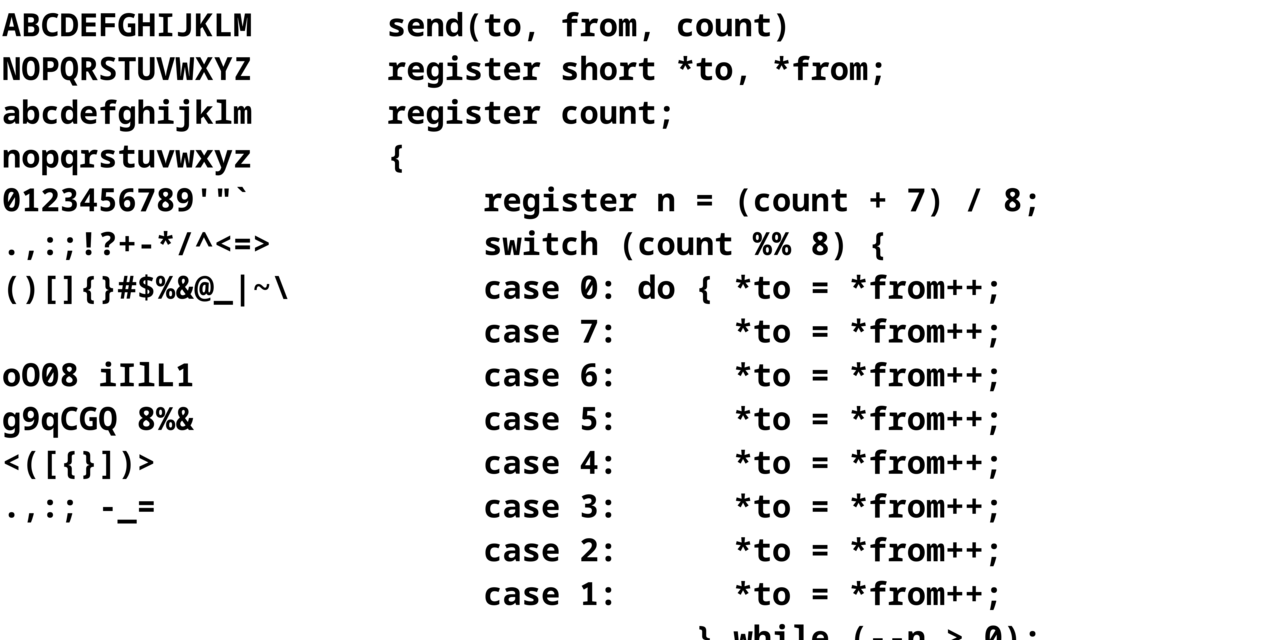 ABCDEFGHIJKLM       send(to, from, count)
NOPQRSTUVWXYZ       register short *to, *from;
abcdefghijklm       register count;
nopqrstuvwxyz       {
0123456789'"`            register n = (count + 7) / 8;
.,:;!?+-*/^<=>           switch (count %% 8) {
()[]{}#$%&@_|~\          case 0: do { *to = *from++;
                         case 7:      *to = *from++;
oO08 iIlL1               case 6:      *to = *from++;
g9qCGQ 8%&               case 5:      *to = *from++;
<([{}])>                 case 4:      *to = *from++;
.,:; -_=                 case 3:      *to = *from++;
                         case 2:      *to = *from++;
                         case 1:      *to = *from++;
                                    } while (--n > 0);